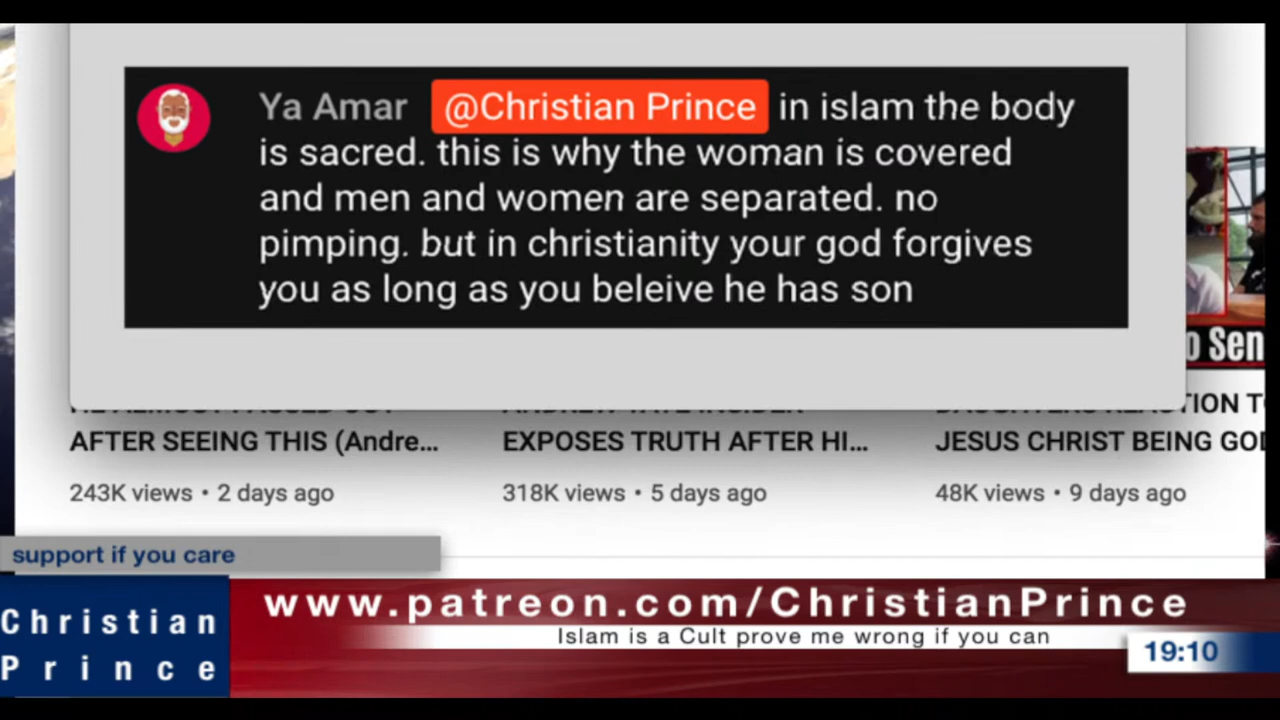 Ya Amar @Christian Prince in islam the body
is sacred. this is why the woman is covered
and men and women are separated. no
pimping. but in christianity your god forgives
you as long as you beleive he has son
o Sen
AFTER SEEING THIS (Andre...
EXPOSES TRUTH AFTER HI...
JESUS CHRIST BEING GOD
243K views • 2 days ago
318K views • 5 days ago
48K views • 9 days ago
support if you care
Christian
Prince
www.patreon.com/ChristianPrince
Islam is a Cult prove me wrong if you can
19:10